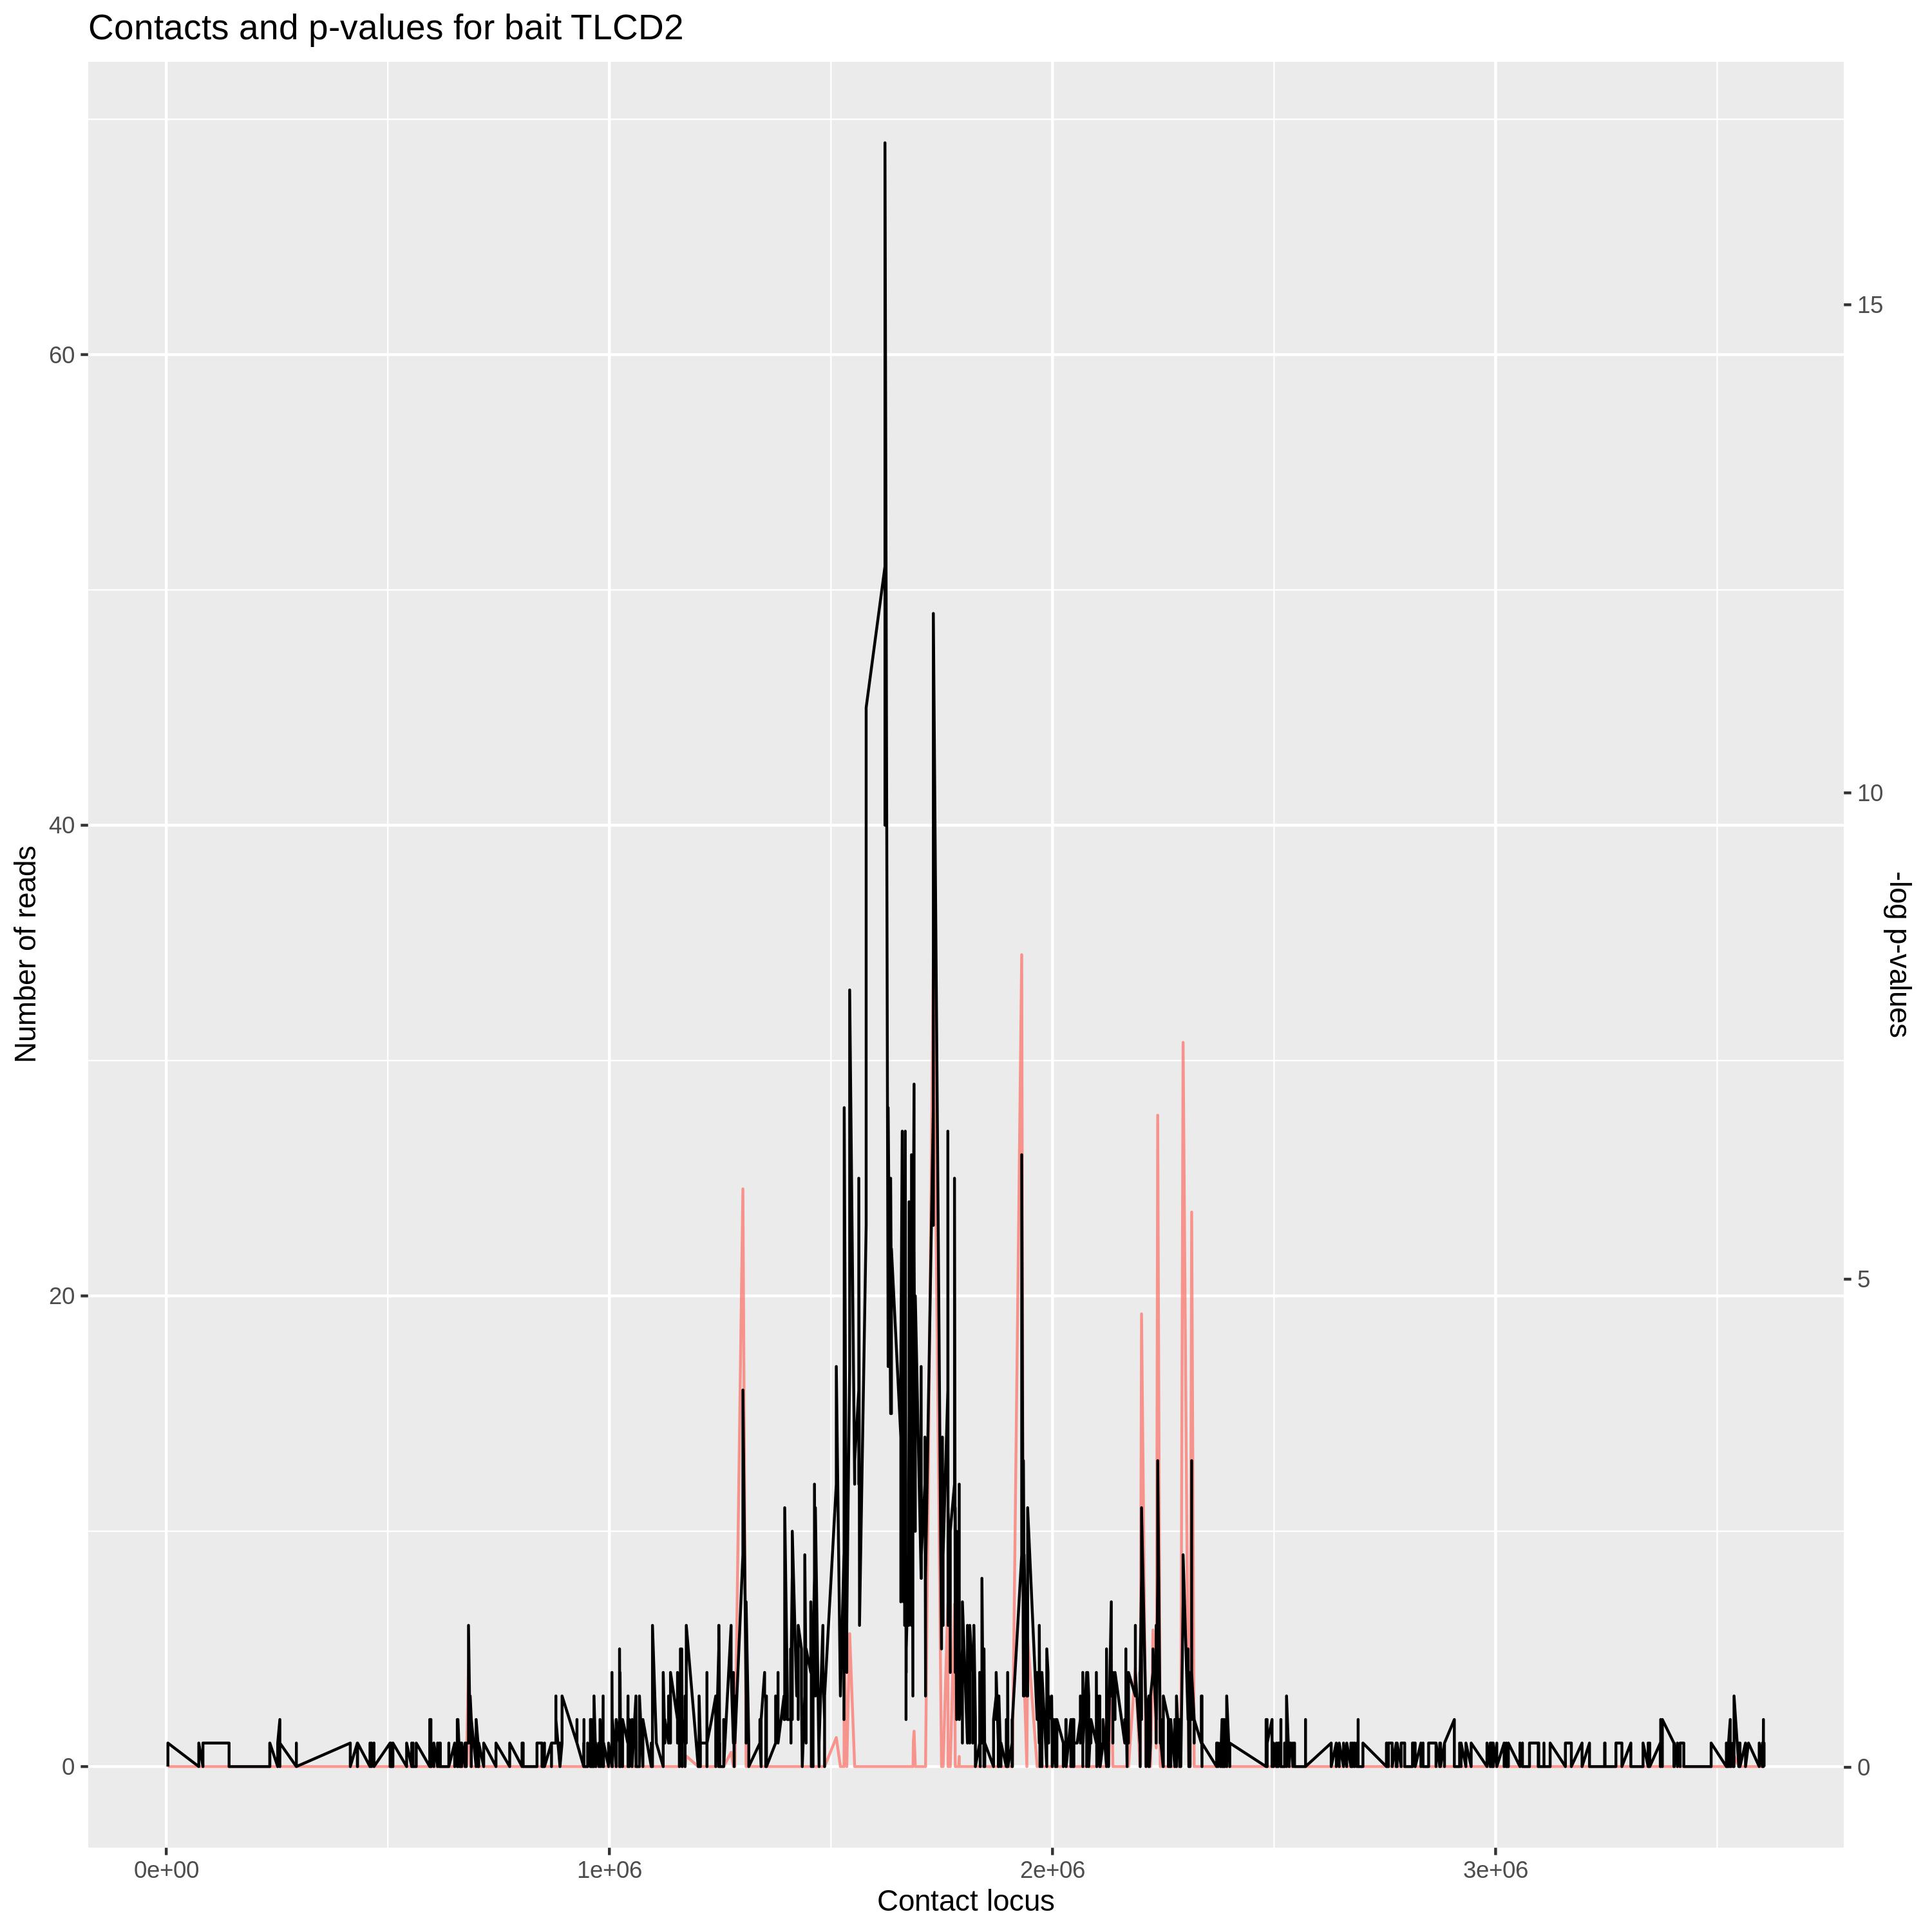 Contacts and p-values for bait TLCD2
Number of reads
60
40
20
0
15
10
5
0
-log p-values
0e+00 1e+06 2e+06 3e+06
Contact locus